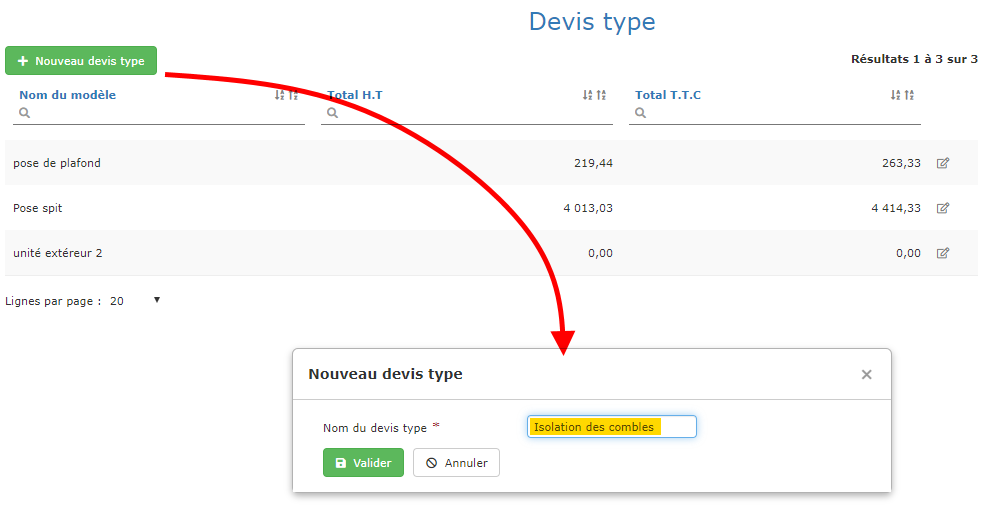 Devis type
Nouveau devis type
Résultats 1 à 3 sur 3
Nom du modèle Total H.T Total T.T.C
pose de plafond 219,44 263,33
Pose spit 4 013,03 4 414,33
unité extéreur 2 0,00 0,00
Lignes par page : 20
Nouveau devis type ×
Nom du devis type * Isolation des combles
Valider Annuler